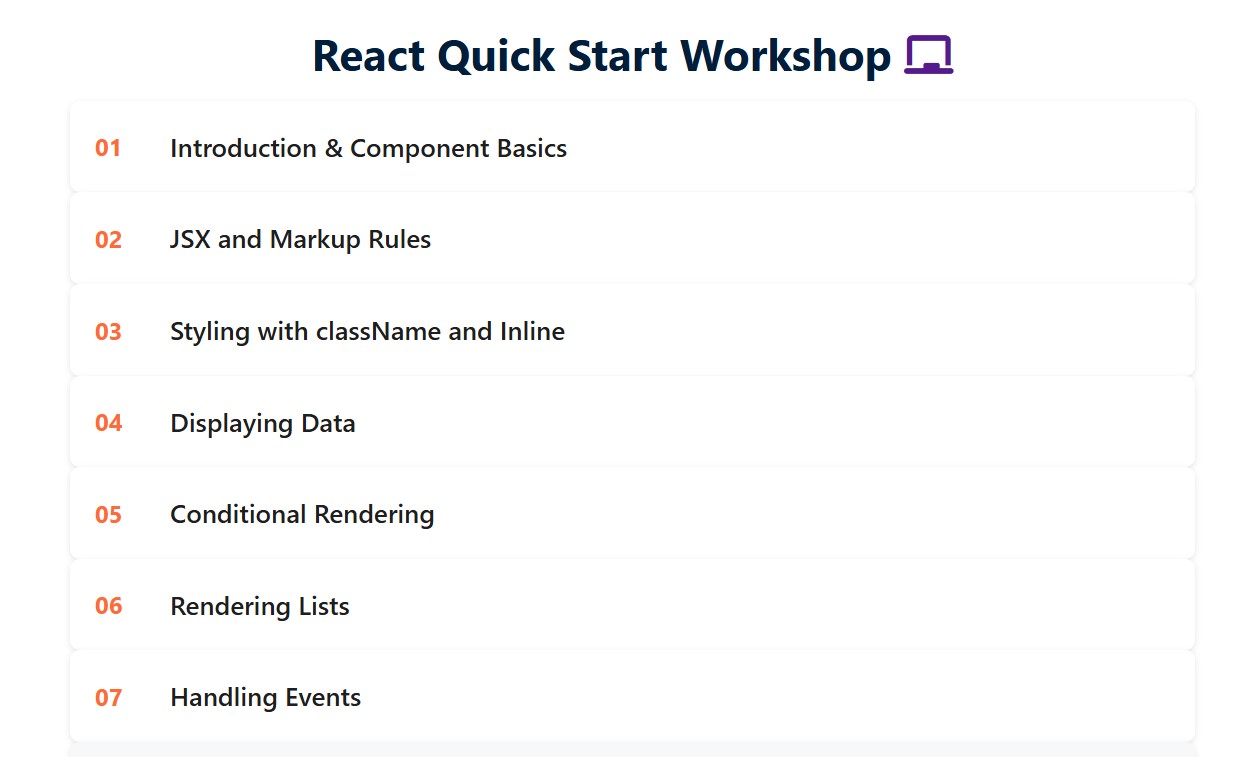 React Quick Start Workshop
01 Introduction & Component Basics
02 JSX and Markup Rules
03 Styling with className and Inline
04 Displaying Data
05 Conditional Rendering
06 Rendering Lists
07 Handling Events